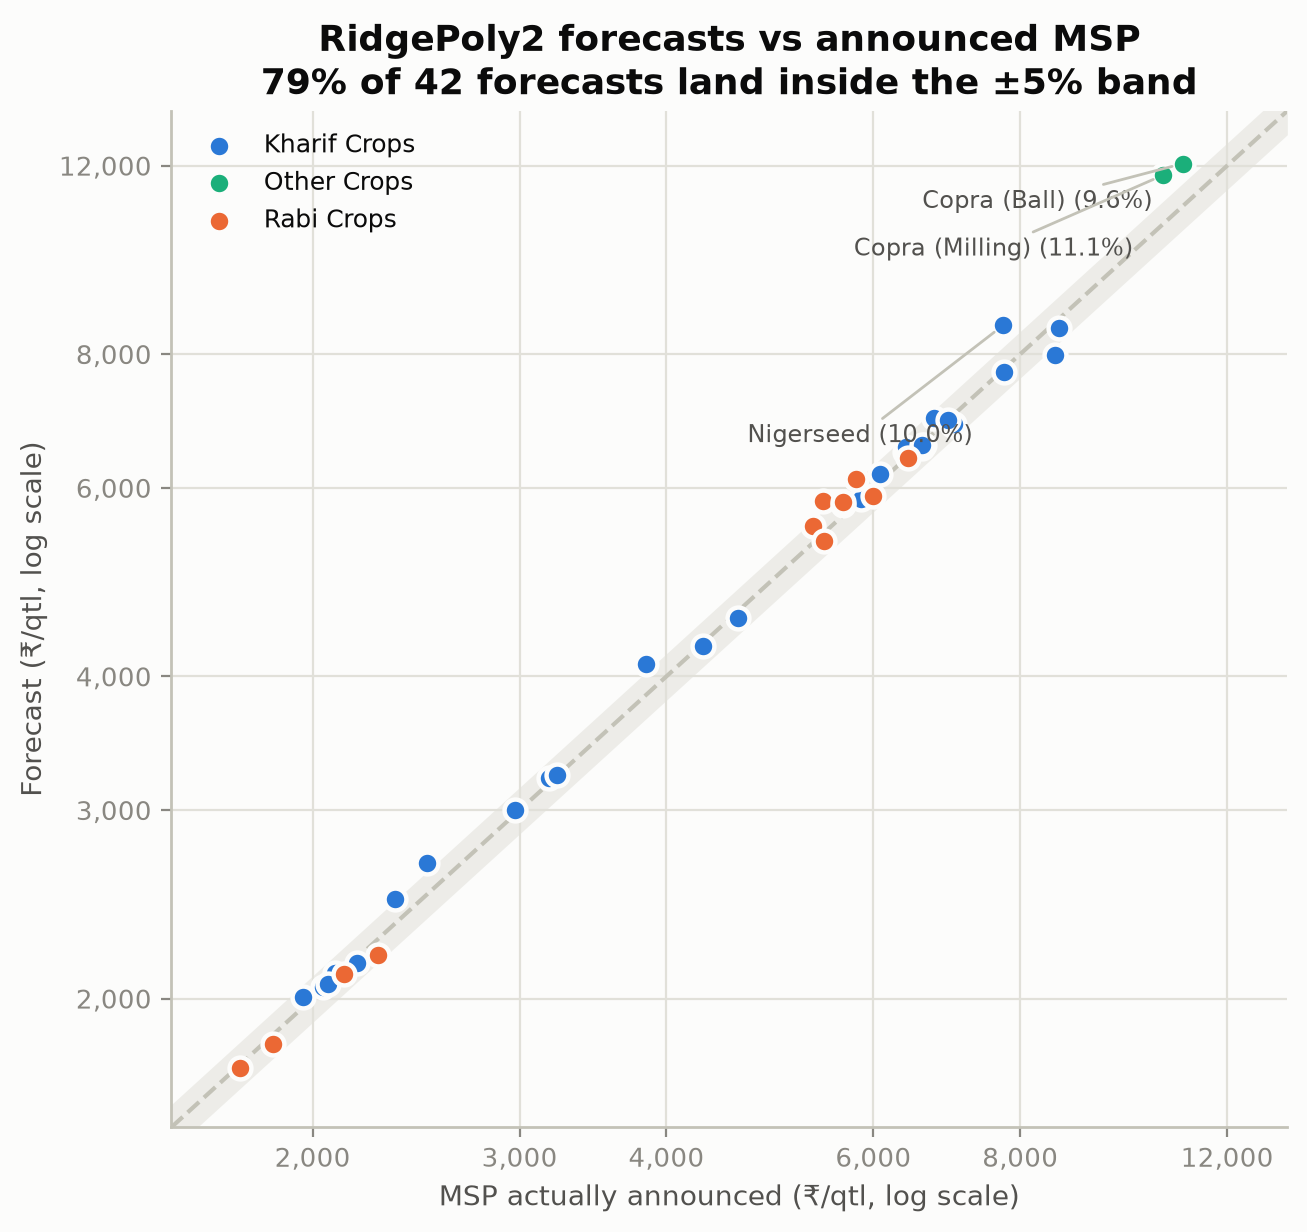 RidgePoly2 forecasts vs announced MSP
79% of 42 forecasts land inside the ±5% band
Kharif Crops
Other Crops
Rabi Crops
12,000
8,000
6,000
4,000
3,000
2,000
Forecast (₹/qtl, log scale)
Copra (Ball) (9.6%)
Copra (Milling) (11.1%)
Nigerseed (10.0%)
2,000
3,000
4,000
6,000
8,000
12,000
MSP actually announced (₹/qtl, log scale)